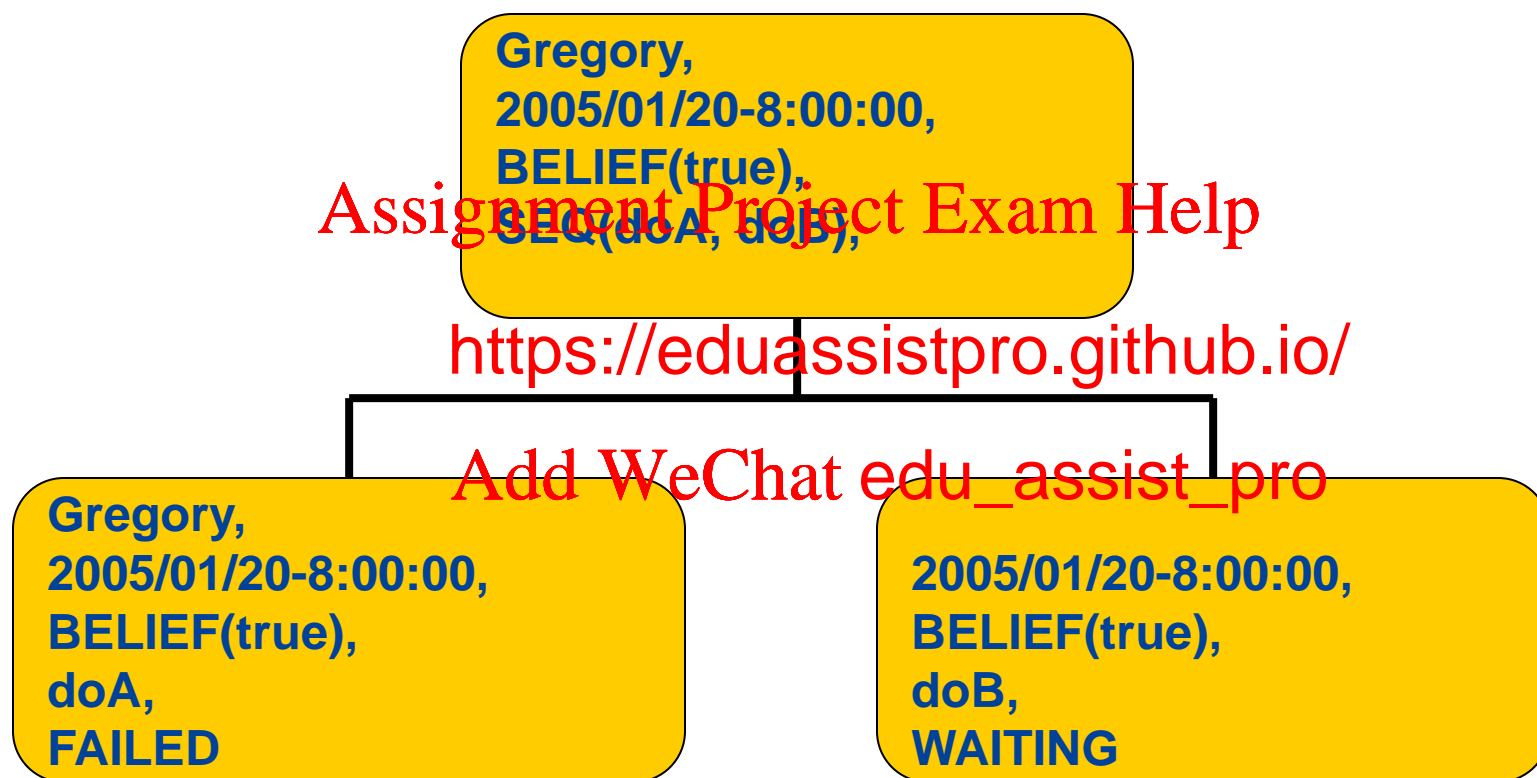 Gregory,
2005/01/20-8:00:00,
BELIEF(true),
SEQ(doA, doB),
Assignment Project Exam Help
https://eduassistpro.github.io/
Add WeChat edu_assist_pro
Gregory,
2005/01/20-8:00:00,
BELIEF(true),
doA,
FAILED
2005/01/20-8:00:00,
BELIEF(true),
doB,
WAITING